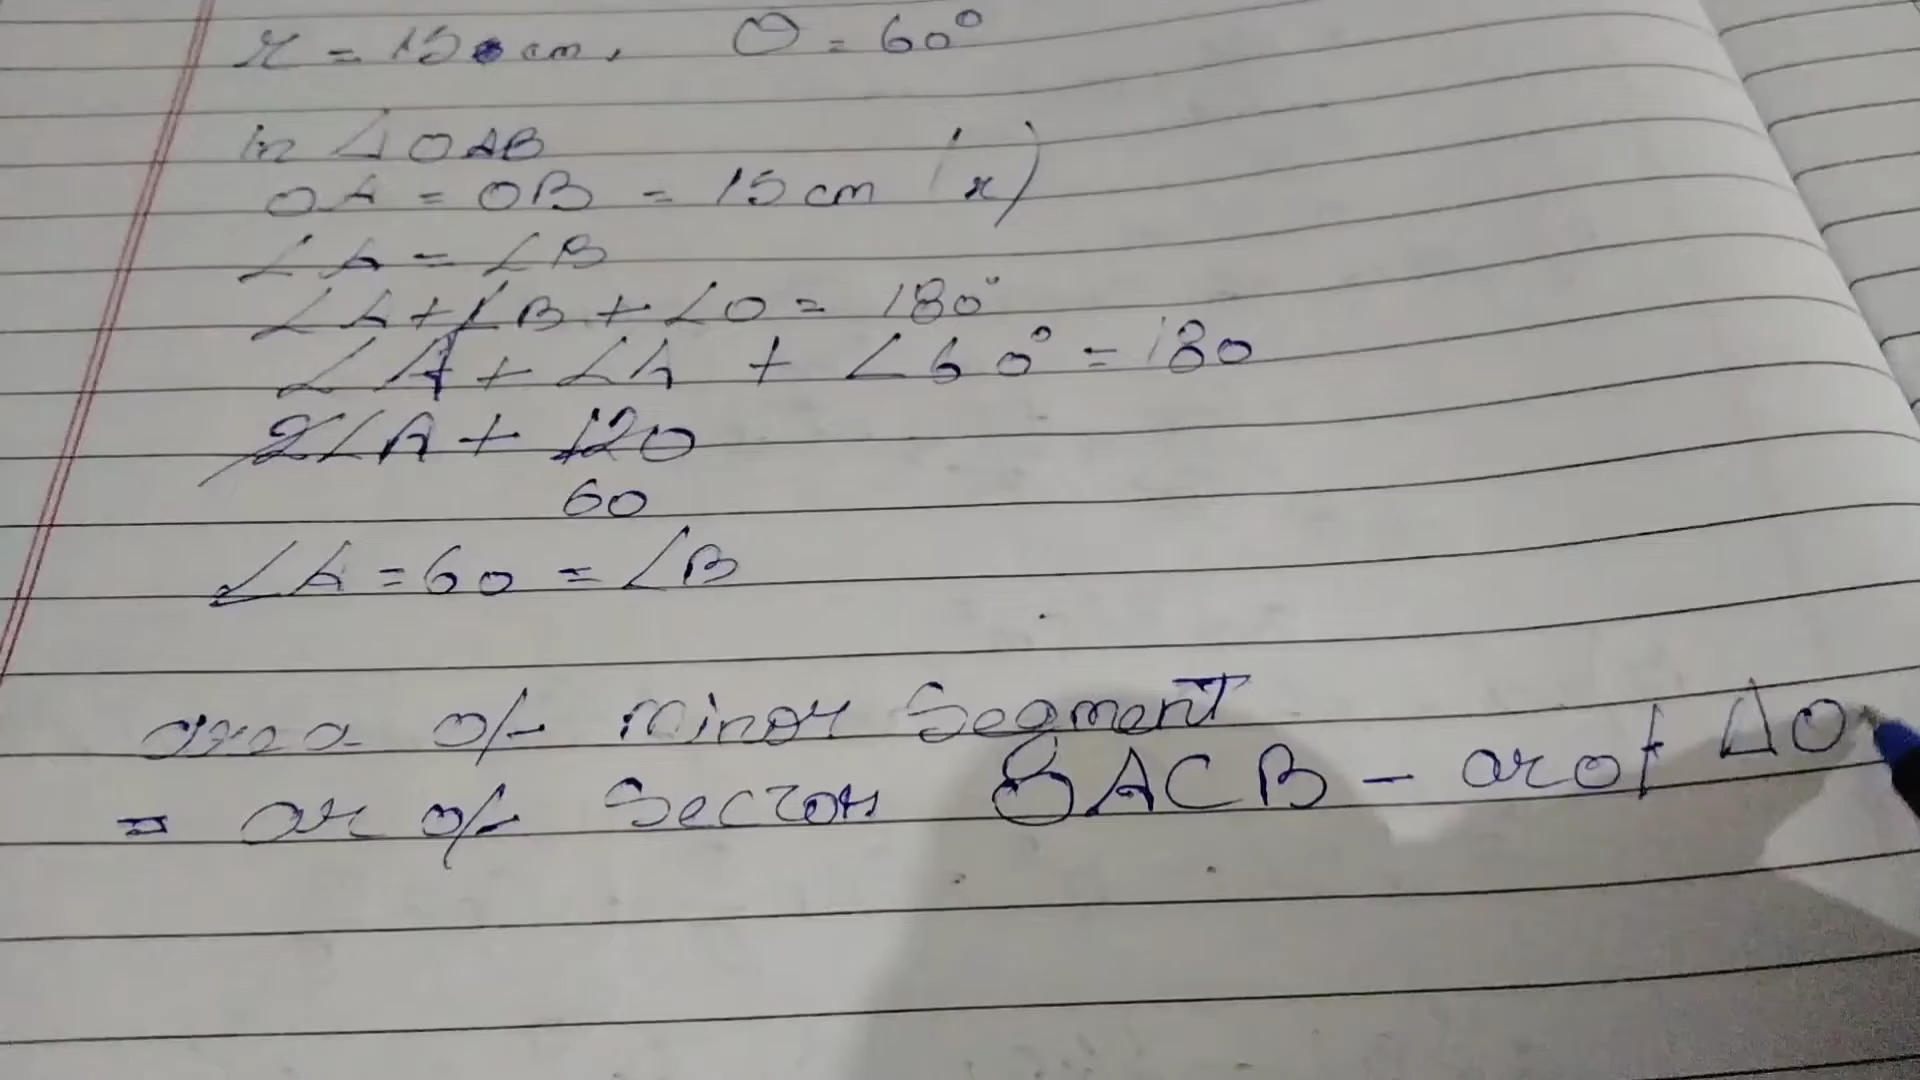 r = 15 cm, θ = 60°
in △OAB
OA = OB = 15 cm (r)
∠A = ∠B
∠A + ∠B + ∠O = 180°
∠A + ∠A + ∠60° = 180
2∠A + 120
60
∠A = 60 = ∠B
area of minor segment
= ar of sector OACB - ar of △O